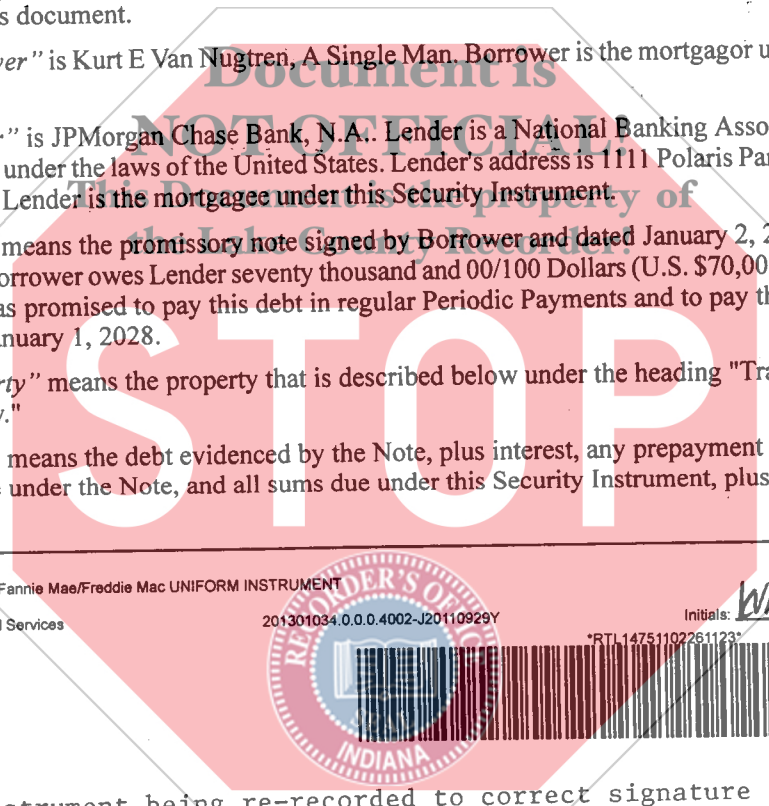 s document.
er" is Kurt E Van Nugtren, A Single Man. Borrower is the mortgagor u
Document is
NOT OFFICIAL!
" is JPMorgan Chase Bank, N.A.. Lender is a National Banking Asso
under the laws of the United States. Lender's address is 1111 Polaris Par
This Document is the property of
Lender is the mortgagee under this Security Instrument.
the Lake County Recorder!
means the promissory note signed by Borrower and dated January 2, 2
orrower owes Lender seventy thousand and 00/100 Dollars (U.S. $70,00
as promised to pay this debt in regular Periodic Payments and to pay th
nuary 1, 2028.
STOP
rty" means the property that is described below under the heading "Tra
y."
means the debt evidenced by the Note, plus interest, any prepayment
under the Note, and all sums due under this Security Instrument, plus
Fannie Mae/Freddie Mac UNIFORM INSTRUMENT
l Services
201301034.0.0.0.4002-J20110929Y
Initials:
*RTL14751102261123*
RECORDER'S OFFICE
SEAL
INDIANA
strument being re-recorded to correct signature